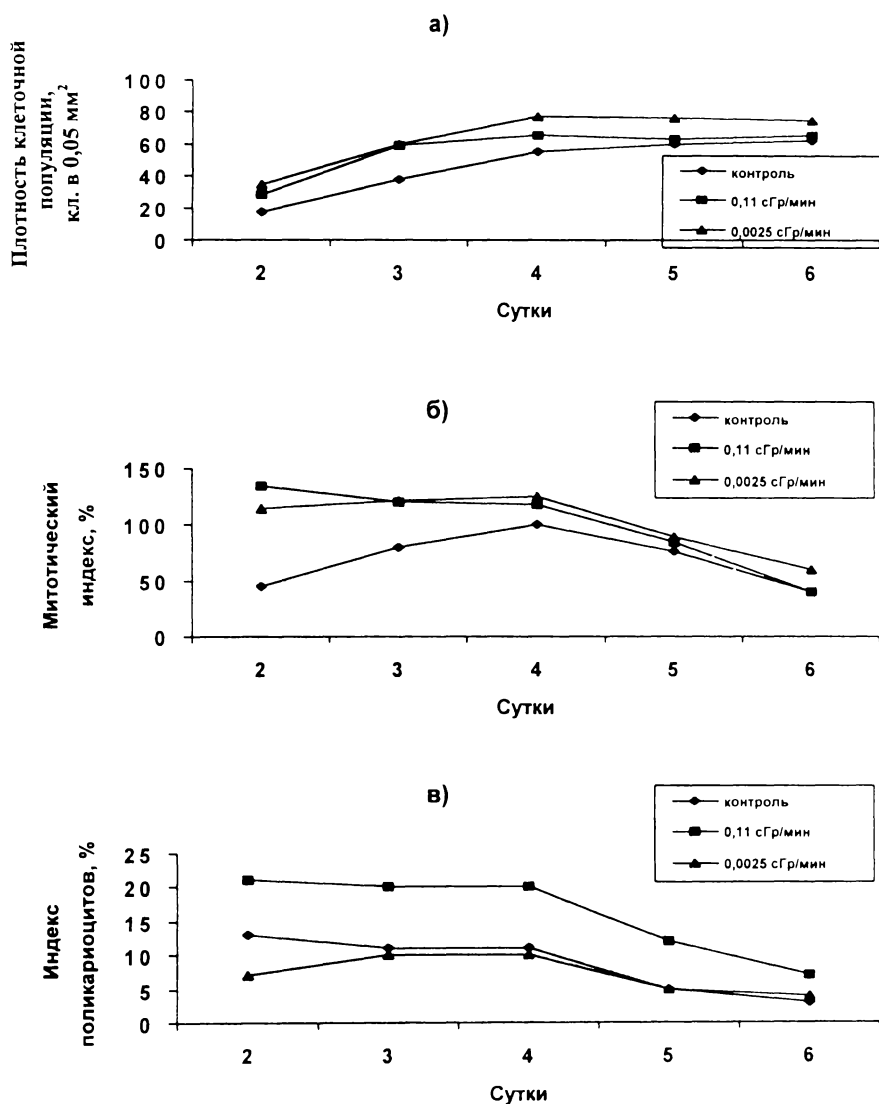 а)
Плотность клеточной
популяции,
кл. в 0,05 мм²
100
80
60
40
20
0
контроль
0,11 сГр/мин
0,0025 сГр/мин
2 3 4 5 6
Сутки
б)
контроль
0,11 сГр/мин
0,0025 сГр/мин
Митотический
индекс, %
150
100
50
0
2 3 4 5 6
Сутки
в)
контроль
0,11 сГр/мин
0,0025 сГр/мин
Индекс
поликариоцитов, %
25
20
15
10
5
0
2 3 4 5 6
Сутки